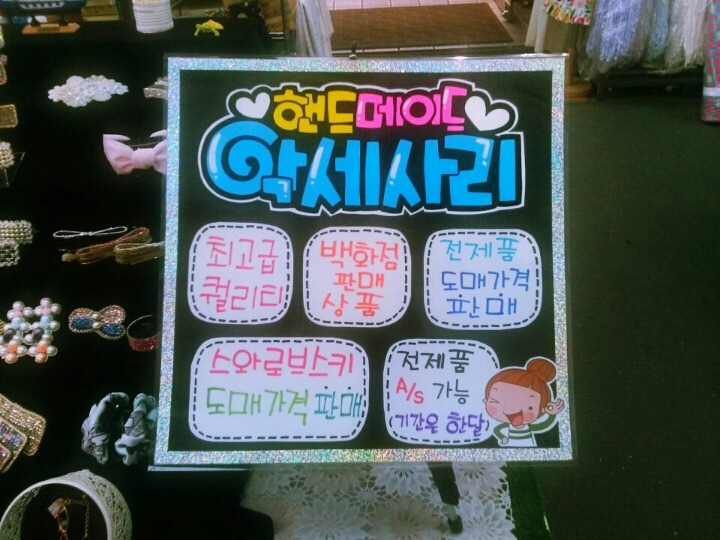 핸드메이드
악세사리
최고급
퀄리티
백화점
판매
상품
전제품
도매가격
판매
스와로브스키
도매가격 판매
전제품
A/S 가능
(기간은 한달)